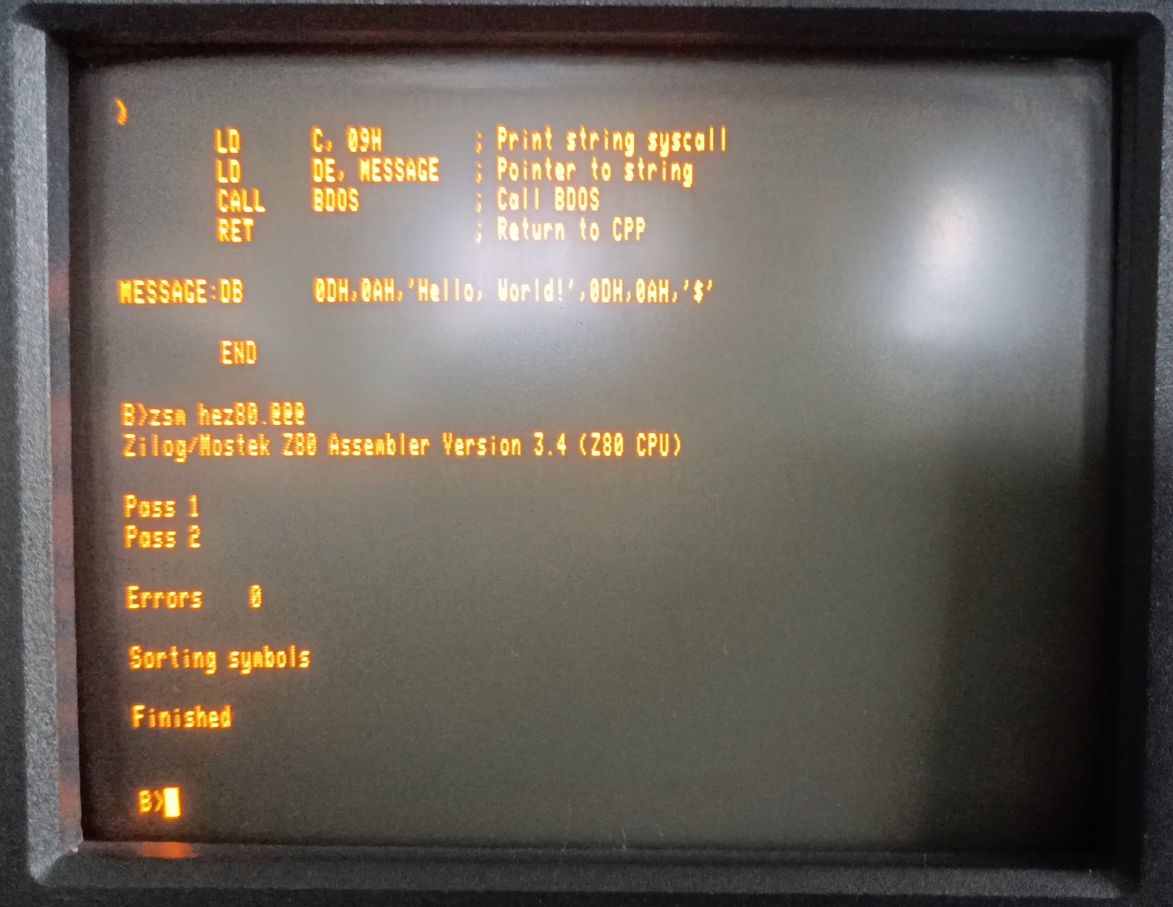 )
LD C, 09H ; Print string syscall
LD DE, MESSAGE ; Pointer to string
CALL BDOS ; Call BDOS
RET ; Return to CPP
MESSAGE:DB 0DH,0AH,'Hello, World!',0DH,0AH,'$'
END
B>zsm hez80.@@@
Zilog/Mostek Z80 Assembler Version 3.4 (Z80 CPU)
Pass 1
Pass 2
Errors 0
Sorting symbols
Finished
B>